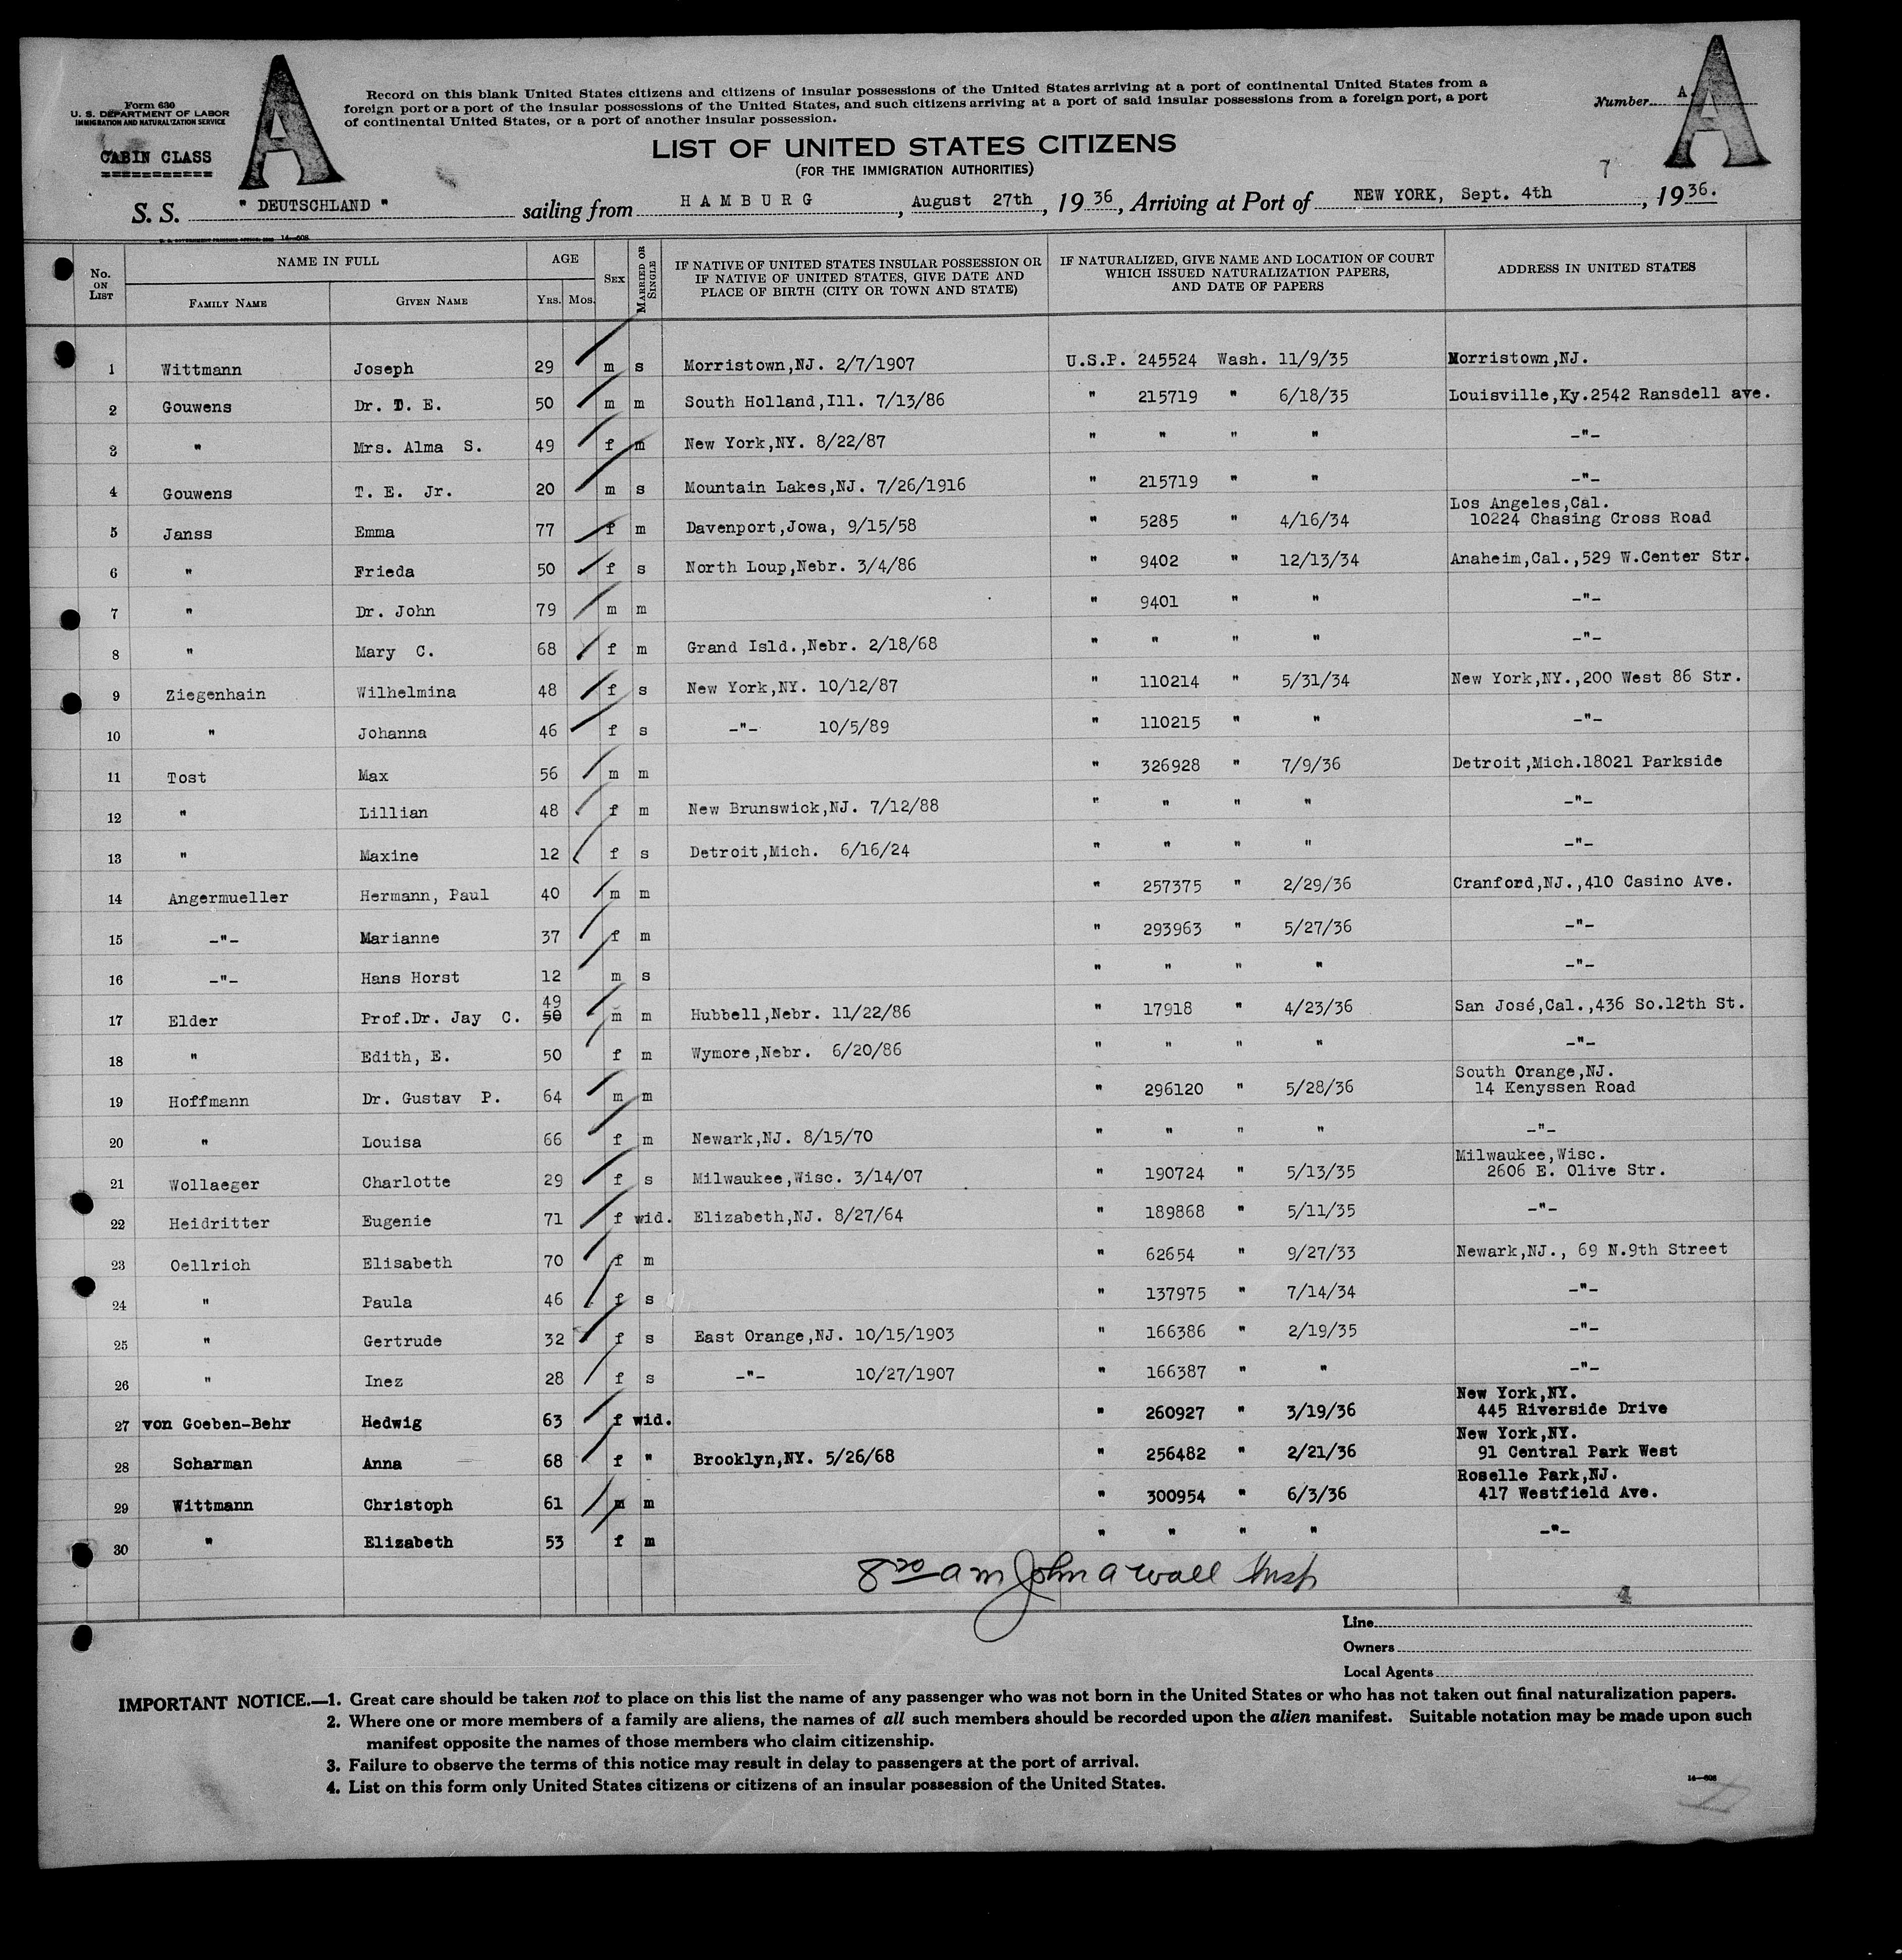 Form 630
U. S. DEPARTMENT OF LABOR
IMMIGRATION AND NATURALIZATION SERVICE
CABIN CLASS
===========
A
Record on this blank United States citizens and citizens of insular possessions of the United States arriving at a port of continental United States from a
foreign port or a port of the insular possessions of the United States, and such citizens arriving at a port of said insular possessions from a foreign port, a port
of continental United States, or a port of another insular possession.
Number A
A
LIST OF UNITED STATES CITIZENS
(FOR THE IMMIGRATION AUTHORITIES)
7
S. S. " DEUTSCHLAND " sailing from HAMBURG, August 27th, 1936, Arriving at Port of NEW YORK, Sept. 4th, 1936.
14—608
No. ON LIST NAME IN FULL FAMILY NAME GIVEN NAME AGE YRS. MOS. SEX MARRIED OR SINGLE IF NATIVE OF UNITED STATES INSULAR POSSESSION OR IF NATIVE OF UNITED STATES, GIVE DATE AND PLACE OF BIRTH (CITY OR TOWN AND STATE) IF NATURALIZED, GIVE NAME AND LOCATION OF COURT WHICH ISSUED NATURALIZATION PAPERS, AND DATE OF PAPERS ADDRESS IN UNITED STATES
1 Wittmann Joseph 29 m s Morristown,NJ. 2/7/1907 U.S.P. 245524 Wash. 11/9/35 Morristown,NJ.
2 Gouwens Dr. T. E. 50 m m South Holland,Ill. 7/13/86 " 215719 " 6/18/35 Louisville,Ky.2542 Ransdell ave.
3 " Mrs. Alma S. 49 f m New York,NY. 8/22/87 " " " " -"-
4 Gouwens T. E. Jr. 20 m s Mountain Lakes,NJ. 7/26/1916 " 215719 " " -"-
5 Janss Emma 77 f m Davenport,Jowa, 9/15/58 " 5285 " 4/16/34 Los Angeles,Cal.
10224 Chasing Cross Road
6 " Frieda 50 f s North Loup,Nebr. 3/4/86 " 9402 " 12/13/34 Anaheim,Cal.,529 W.Center Str.
7 " Dr. John 79 m m " 9401 " " -"-
8 " Mary C. 68 f m Grand Isld.,Nebr. 2/18/68 " " " " -"-
9 Ziegenhain Wilhelmina 48 f s New York,NY. 10/12/87 " 110214 " 5/31/34 New York,NY.,200 West 86 Str.
10 " Johanna 46 f s -"- 10/5/89 " 110215 " " -"-
11 Tost Max 56 m m " 326928 " 7/9/36 Detroit,Mich.18021 Parkside
12 " Lillian 48 f m New Brunswick,NJ. 7/12/88 " " " " -"-
13 " Maxine 12 f s Detroit,Mich. 6/16/24 " " " " -"-
14 Angermueller Hermann, Paul 40 m m " 257375 " 2/29/36 Cranford,NJ.,410 Casino Ave.
15 -"- Marianne 37 f m " 293963 " 5/27/36 -"-
16 -"- Hans Horst 12 m s " " " " -"-
49
17 Elder Prof.Dr. Jay C. 50 m m Hubbell,Nebr. 11/22/86 " 17918 " 4/23/36 San José,Cal.,436 So.12th St.
18 " Edith, E. 50 f m Wymore,Nebr. 6/20/86 " " " " -"-
19 Hoffmann Dr. Gustav P. 64 m m " 296120 " 5/28/36 South Orange,NJ.
14 Kenyssen Road
20 " Louisa 66 f m Newark,NJ. 8/15/70 " " " " -"-
21 Wollaeger Charlotte 29 f s Milwaukee,Wisc. 3/14/07 " 190724 " 5/13/35 Milwaukee,Wisc.
2606 E. Olive Str.
22 Heidritter Eugenie 71 f wid. Elizabeth,NJ. 8/27/64 " 189868 " 5/11/35 -"-
23 Oellrich Elisabeth 70 f m " 62654 " 9/27/33 Newark,NJ., 69 N.9th Street
24 " Paula 46 f s " 137975 " 7/14/34 -"-
25 " Gertrude 32 f s East Orange,NJ. 10/15/1903 " 166386 " 2/19/35 -"-
26 " Inez 28 f s -"- 10/27/1907 " 166387 " " -"-
27 von Goeben-Behr Hedwig 63 f wid. " 260927 " 3/19/36 New York,NY.
445 Riverside Drive
28 Scharman Anna 68 f " Brooklyn,NY. 5/26/68 " 256482 " 2/21/36 New York,NY.
91 Central Park West
29 Wittmann Christoph 61 m m " 300954 " 6/3/36 Roselle Park,NJ.
417 Westfield Ave.
30 " Elizabeth 53 f m " " " " -"-
8 20 am John A Wall Insp
4
Line
Owners
Local Agents
IMPORTANT NOTICE.—1. Great care should be taken not to place on this list the name of any passenger who was not born in the United States or who has not taken out final naturalization papers.
2. Where one or more members of a family are aliens, the names of all such members should be recorded upon the alien manifest. Suitable notation may be made upon such
manifest opposite the names of those members who claim citizenship.
3. Failure to observe the terms of this notice may result in delay to passengers at the port of arrival.
4. List on this form only United States citizens or citizens of an insular possession of the United States.
14—608